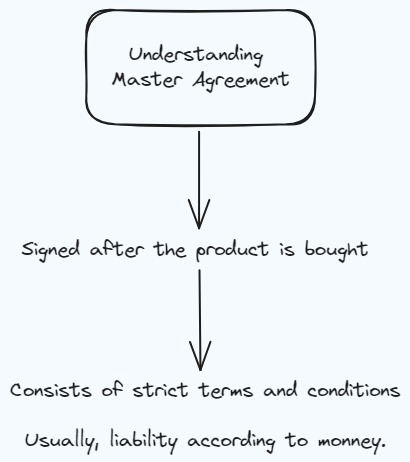 Understanding
Master Agreement
Signed after the product is bought
Consists of strict terms and conditions
Usually, liability according to monney.